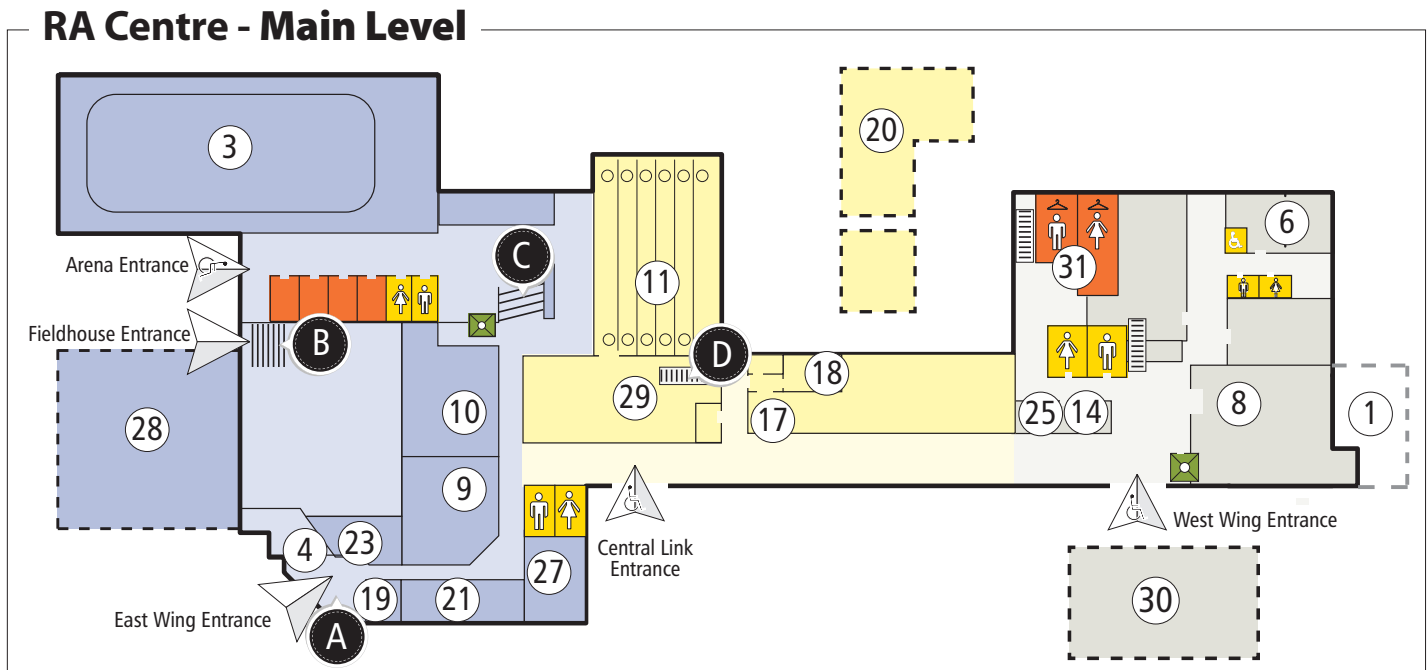 RA Centre - Main Level
3
20
6
C
Arena Entrance
31
11
Fieldhouse Entrance
B
D
18
29
10
17
25
14
8
1
28
9
West Wing Entrance
4
23
Central Link
Entrance
27
19
21
30
East Wing Entrance
A